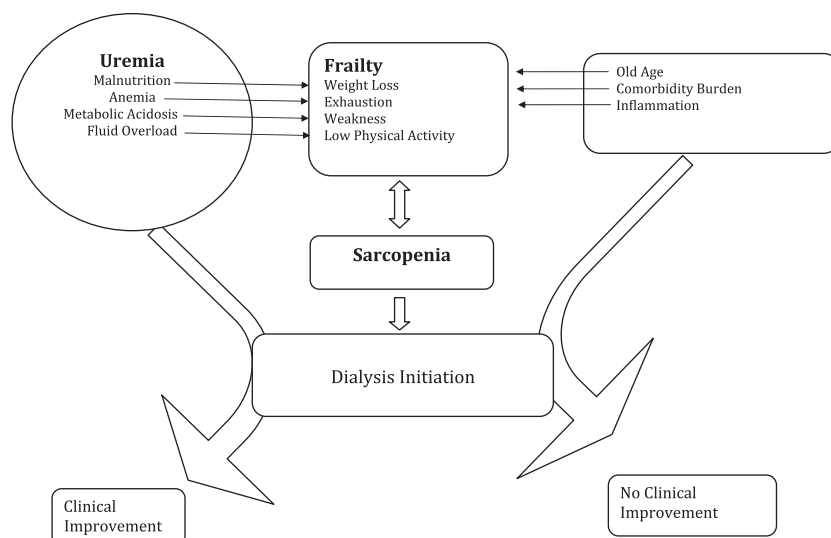 Uremia
Malnutrition
Anemia
Metabolic Acidosis
Fluid Overload
Frailty
Weight Loss
Exhaustion
Weakness
Low Physical Activity
Old Age
Comorbidity Burden
Inflammation
Sarcopenia
Dialysis Initiation
Clinical
Improvement
No Clinical
Improvement